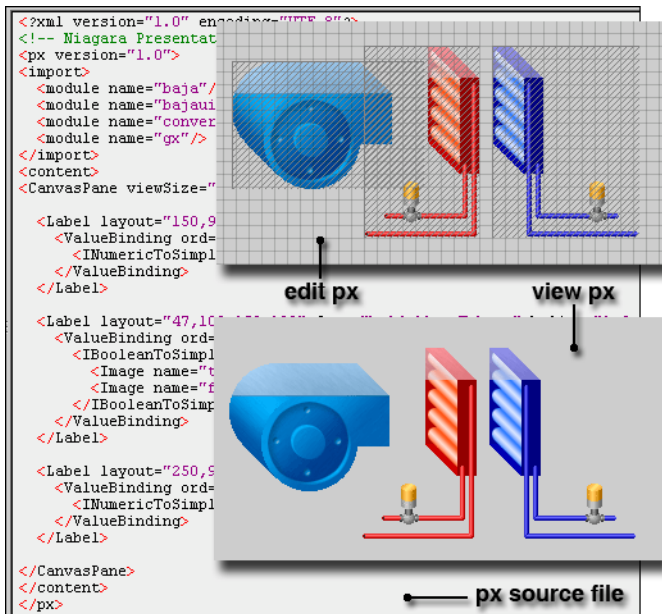 <?xml version="1.0" encoding="UTF-8"?>
<!-- Niagara Presentat
<px version="1.0">
<import>
<module name="baja"/
<module name="bajaui
<module name="conver
<module name="gx"/>
</import>
<content>
<CanvasPane viewSize="
<Label layout="150,9
<ValueBinding ord=
<INumericToSimpl
</ValueBinding>
</Label>
edit px
view px
<Label layout="47,10
<ValueBinding ord=
<IBooleanToSimpl
<Image name="t
<Image name="f
</IBooleanToSimp
</ValueBinding>
</Label>
<Label layout="250,9
<ValueBinding ord=
<INumericToSimpl
</ValueBinding>
</Label>
</CanvasPane>
</content>
</px>
px source file